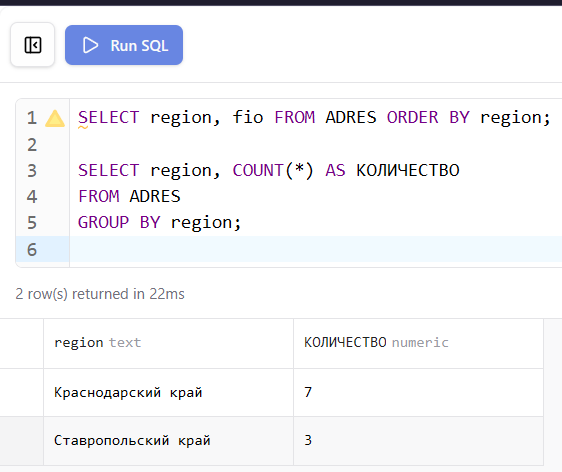 Run SQL
1 SELECT region, fio FROM ADRES ORDER BY region;
2
3 SELECT region, COUNT(*) AS КОЛИЧЕСТВО
4 FROM ADRES
5 GROUP BY region;
6
2 row(s) returned in 22ms
region text КОЛИЧЕСТВО numeric
Краснодарский край 7
Ставропольский край 3